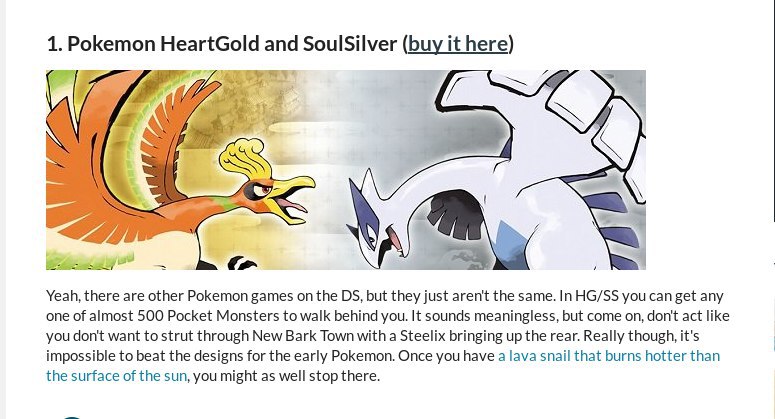 1. Pokemon HeartGold and SoulSilver (buy it here)
Yeah, there are other Pokemon games on the DS, but they just aren't the same. In HG/SS you can get any
one of almost 500 Pocket Monsters to walk behind you. It sounds meaningless, but come on, don't act like
you don't want to strut through New Bark Town with a Steelix bringing up the rear. Really though, it's
impossible to beat the designs for the early Pokemon. Once you have a lava snail that burns hotter than
the surface of the sun, you might as well stop there.